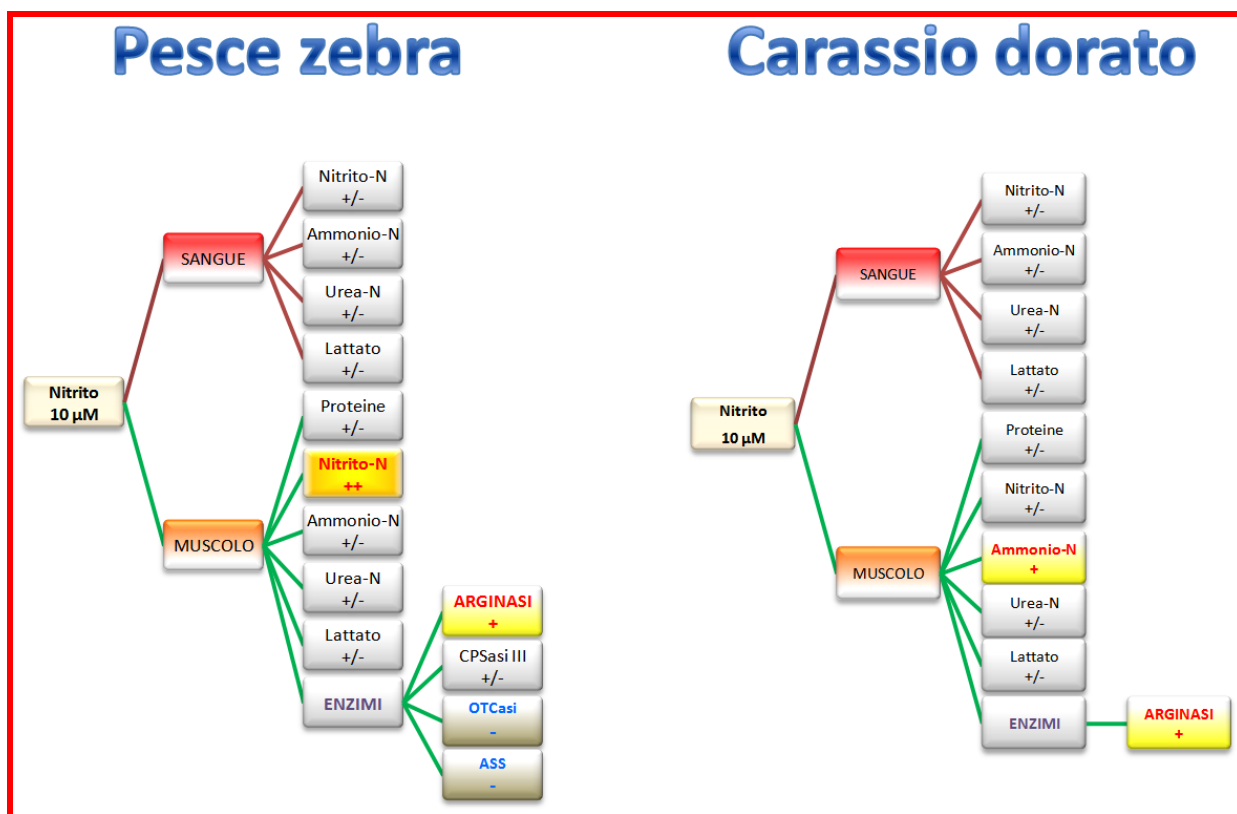 Pesce zebra
Nitrito
10 µM
SANGUE
Nitrito-N
+/-
Ammonio-N
+/-
Urea-N
+/-
Lattato
+/-
MUSCOLO
Proteine
+/-
Nitrito-N
++
Ammonio-N
+/-
Urea-N
+/-
Lattato
+/-
ENZIMI
ARGINASI
+
CPSasi III
+/-
OTCasi
-
ASS
-
Carassio dorato
Nitrito
10 µM
SANGUE
Nitrito-N
+/-
Ammonio-N
+/-
Urea-N
+/-
Lattato
+/-
MUSCOLO
Proteine
+/-
Nitrito-N
+/-
Ammonio-N
+
Urea-N
+/-
Lattato
+/-
ENZIMI
ARGINASI
+